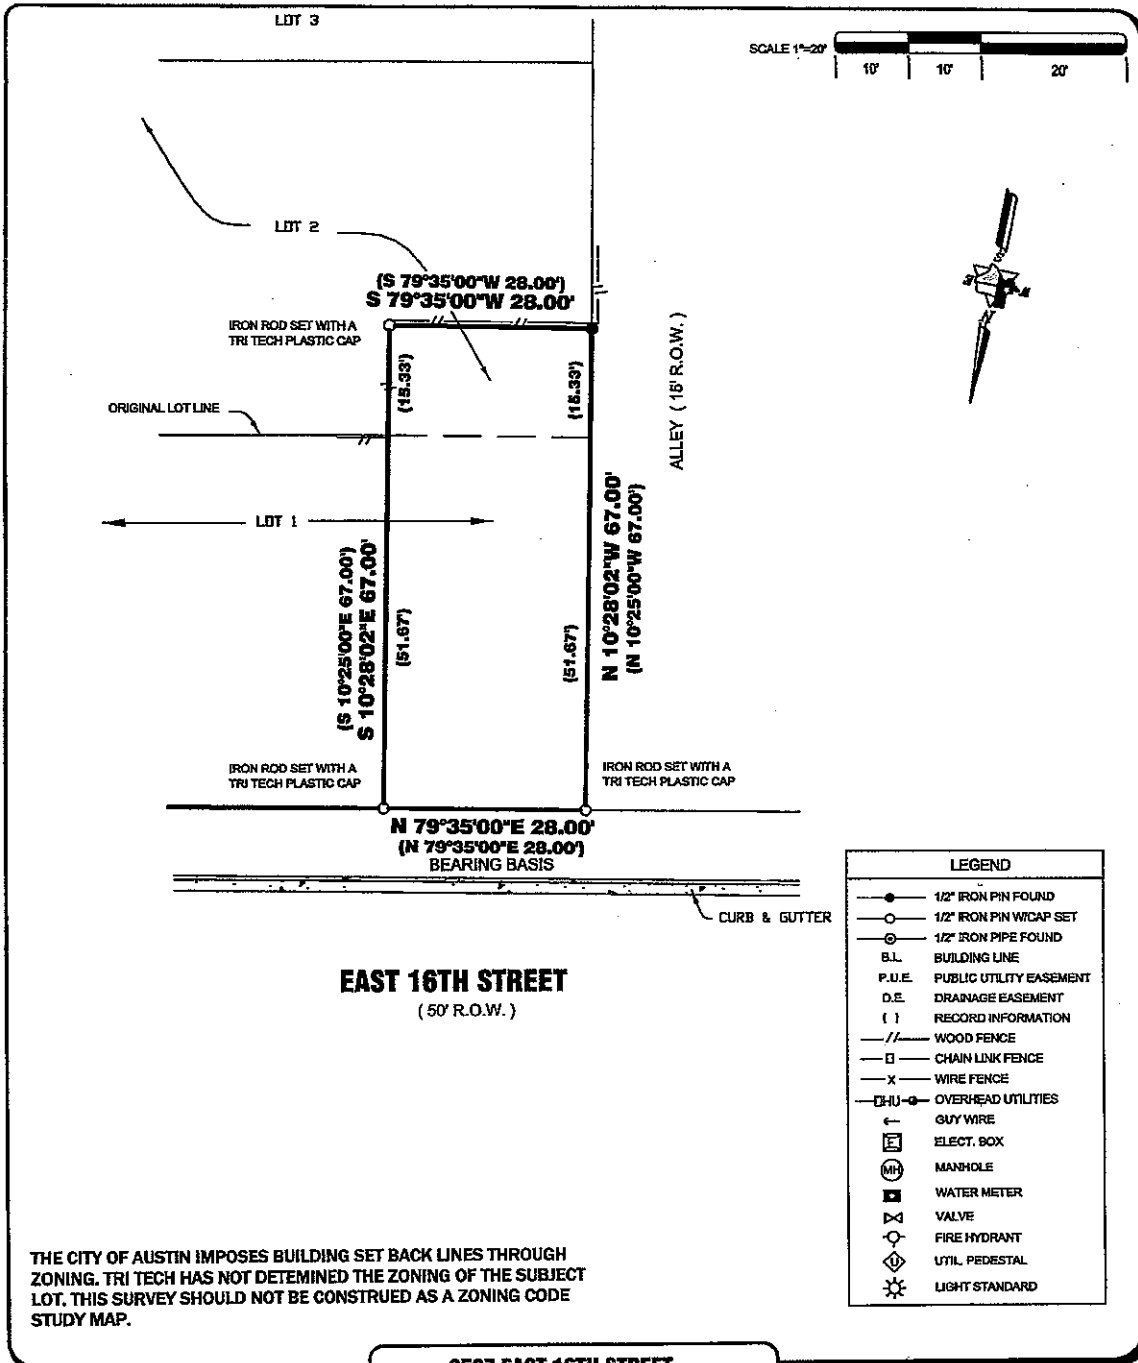 LOT 3
SCALE 1"=20'
10' 10' 20'
LOT 2
(S 79°35'00"W 28.00')
S 79°35'00"W 28.00'
IRON ROD SET WITH A
TRI TECH PLASTIC CAP
(15.33')
(15.33')
ALLEY ( 15' R.O.W. )
ORIGINAL LOT LINE
LOT 1
(S 10°25'00"E 67.00')
S 10°28'02"E 67.00'
(51.67')
(51.67')
N 10°28'02"W 67.00'
(N 10°25'00"W 67.00')
IRON ROD SET WITH A
TRI TECH PLASTIC CAP
IRON ROD SET WITH A
TRI TECH PLASTIC CAP
N 79°35'00"E 28.00'
(N 79°35'00"E 28.00')
BEARING BASIS
CURB & GUTTER
EAST 16TH STREET
( 50' R.O.W. )
LEGEND
1/2" IRON PIN FOUND
1/2" IRON PIN W/CAP SET
1/2" IRON PIPE FOUND
B.L. BUILDING LINE
P.U.E. PUBLIC UTILITY EASEMENT
D.E. DRAINAGE EASEMENT
( ) RECORD INFORMATION
WOOD FENCE
CHAIN LINK FENCE
X WIRE FENCE
OHU OVERHEAD UTILITIES
GUY WIRE
E ELECT. BOX
MH MANHOLE
WATER METER
VALVE
FIRE HYDRANT
U UTIL. PEDESTAL
LIGHT STANDARD
THE CITY OF AUSTIN IMPOSES BUILDING SET BACK LINES THROUGH
ZONING. TRI TECH HAS NOT DETEMINED THE ZONING OF THE SUBJECT
LOT. THIS SURVEY SHOULD NOT BE CONSTRUED AS A ZONING CODE
STUDY MAP.
EAST 16TH STREET